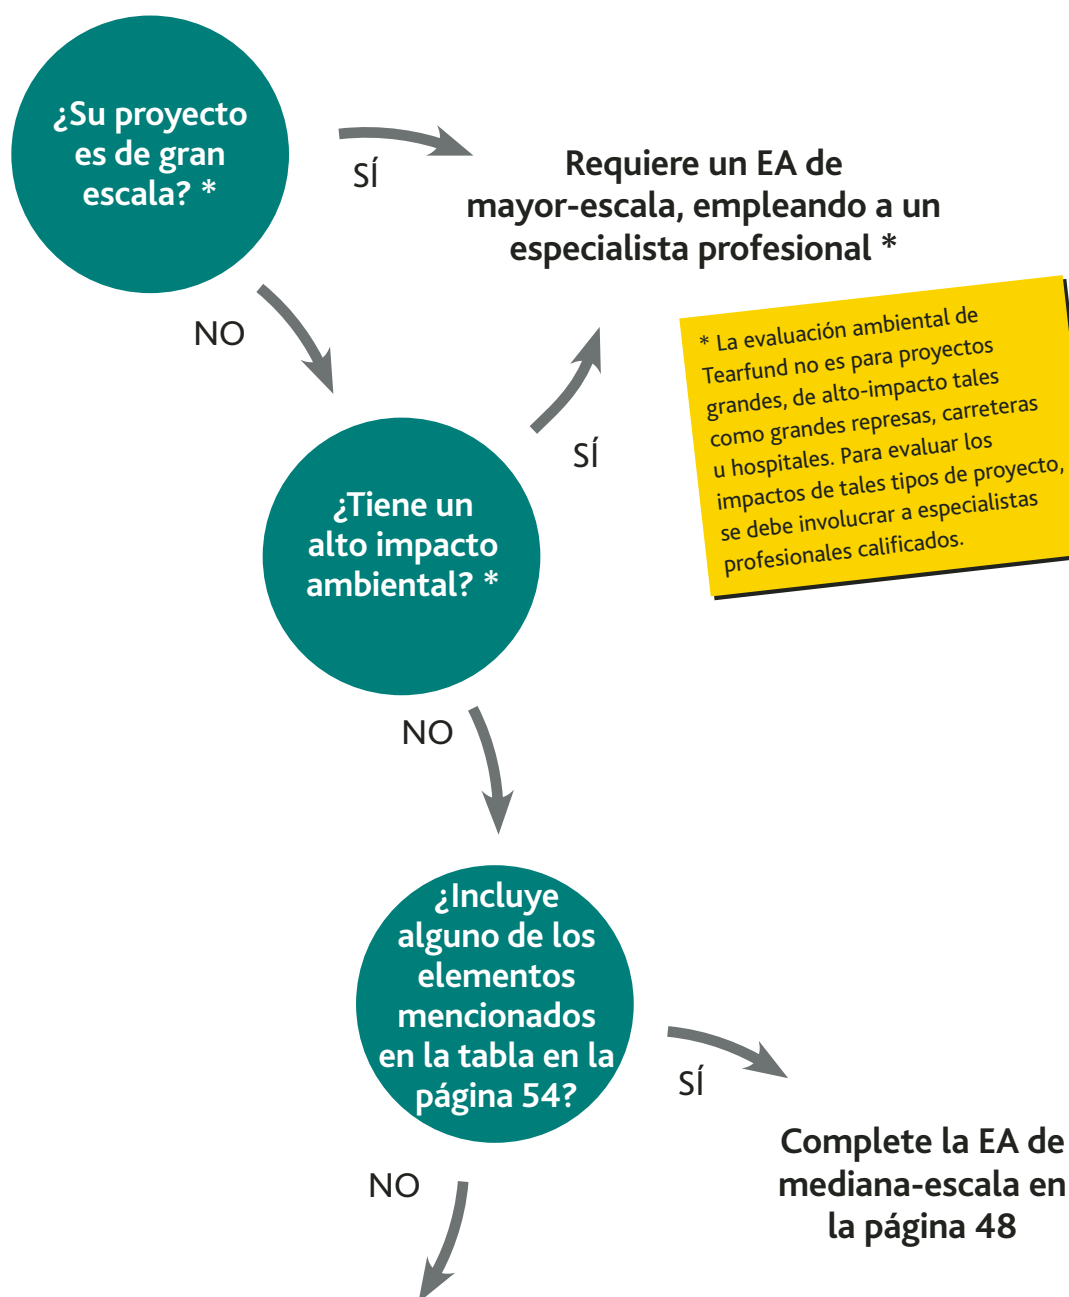 ¿Su proyecto
es de gran
escala? *
SÍ
Requiere un EA de
mayor-escala, empleando a un
especialista profesional *
NO
* La evaluación ambiental de
Tearfund no es para proyectos
grandes, de alto-impacto tales
como grandes represas, carreteras
u hospitales. Para evaluar los
impactos de tales tipos de proyecto,
se debe involucrar a especialistas
profesionales calificados.
SÍ
¿Tiene un
alto impacto
ambiental? *
NO
¿Incluye
alguno de los
elementos
mencionados
en la tabla en la
página 54?
SÍ
Complete la EA de
mediana-escala en
la página 48
NO